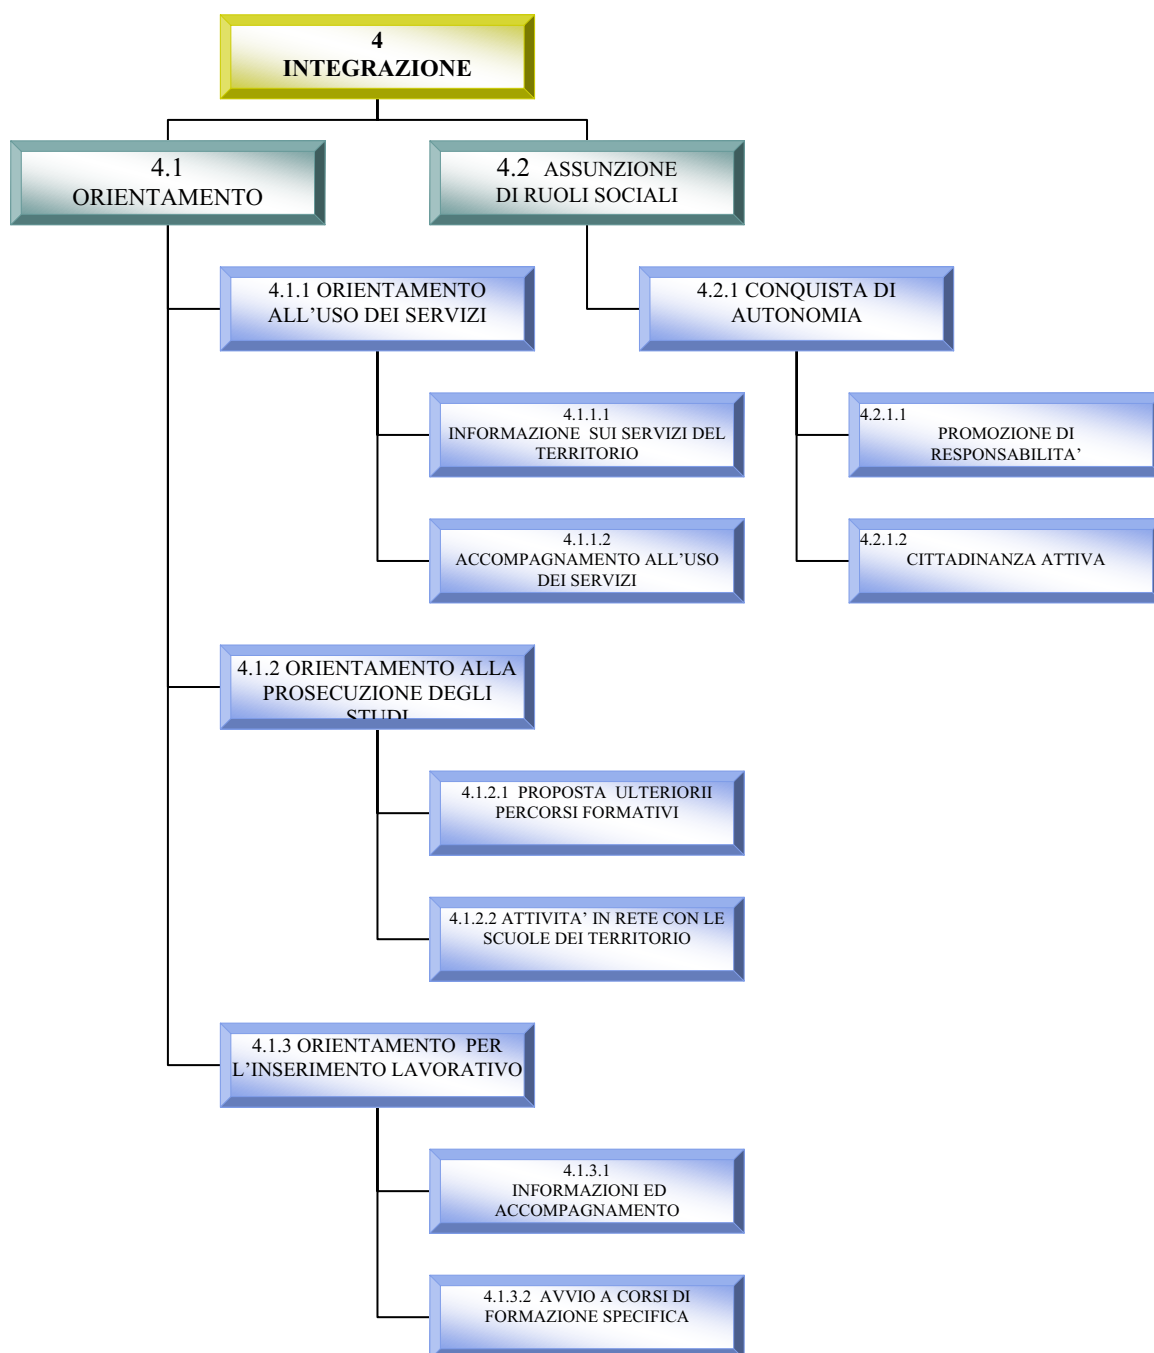 4
INTEGRAZIONE
4.1
ORIENTAMENTO
4.2 ASSUNZIONE
DI RUOLI SOCIALI
4.1.1 ORIENTAMENTO
ALL’USO DEI SERVIZI
4.2.1 CONQUISTA DI
AUTONOMIA
4.1.1.1
INFORMAZIONE SUI SERVIZI DEL
TERRITORIO
4.2.1.1
PROMOZIONE DI
RESPONSABILITA’
4.1.1.2
ACCOMPAGNAMENTO ALL’USO
DEI SERVIZI
4.2.1.2
CITTADINANZA ATTIVA
4.1.2 ORIENTAMENTO ALLA
PROSECUZIONE DEGLI
STUDI
4.1.2.1 PROPOSTA ULTERIORII
PERCORSI FORMATIVI
4.1.2.2 ATTIVITA’ IN RETE CON LE
SCUOLE DEI TERRITORIO
4.1.3 ORIENTAMENTO PER
L’INSERIMENTO LAVORATIVO
4.1.3.1
INFORMAZIONI ED
ACCOMPAGNAMENTO
4.1.3.2 AVVIO A CORSI DI
FORMAZIONE SPECIFICA